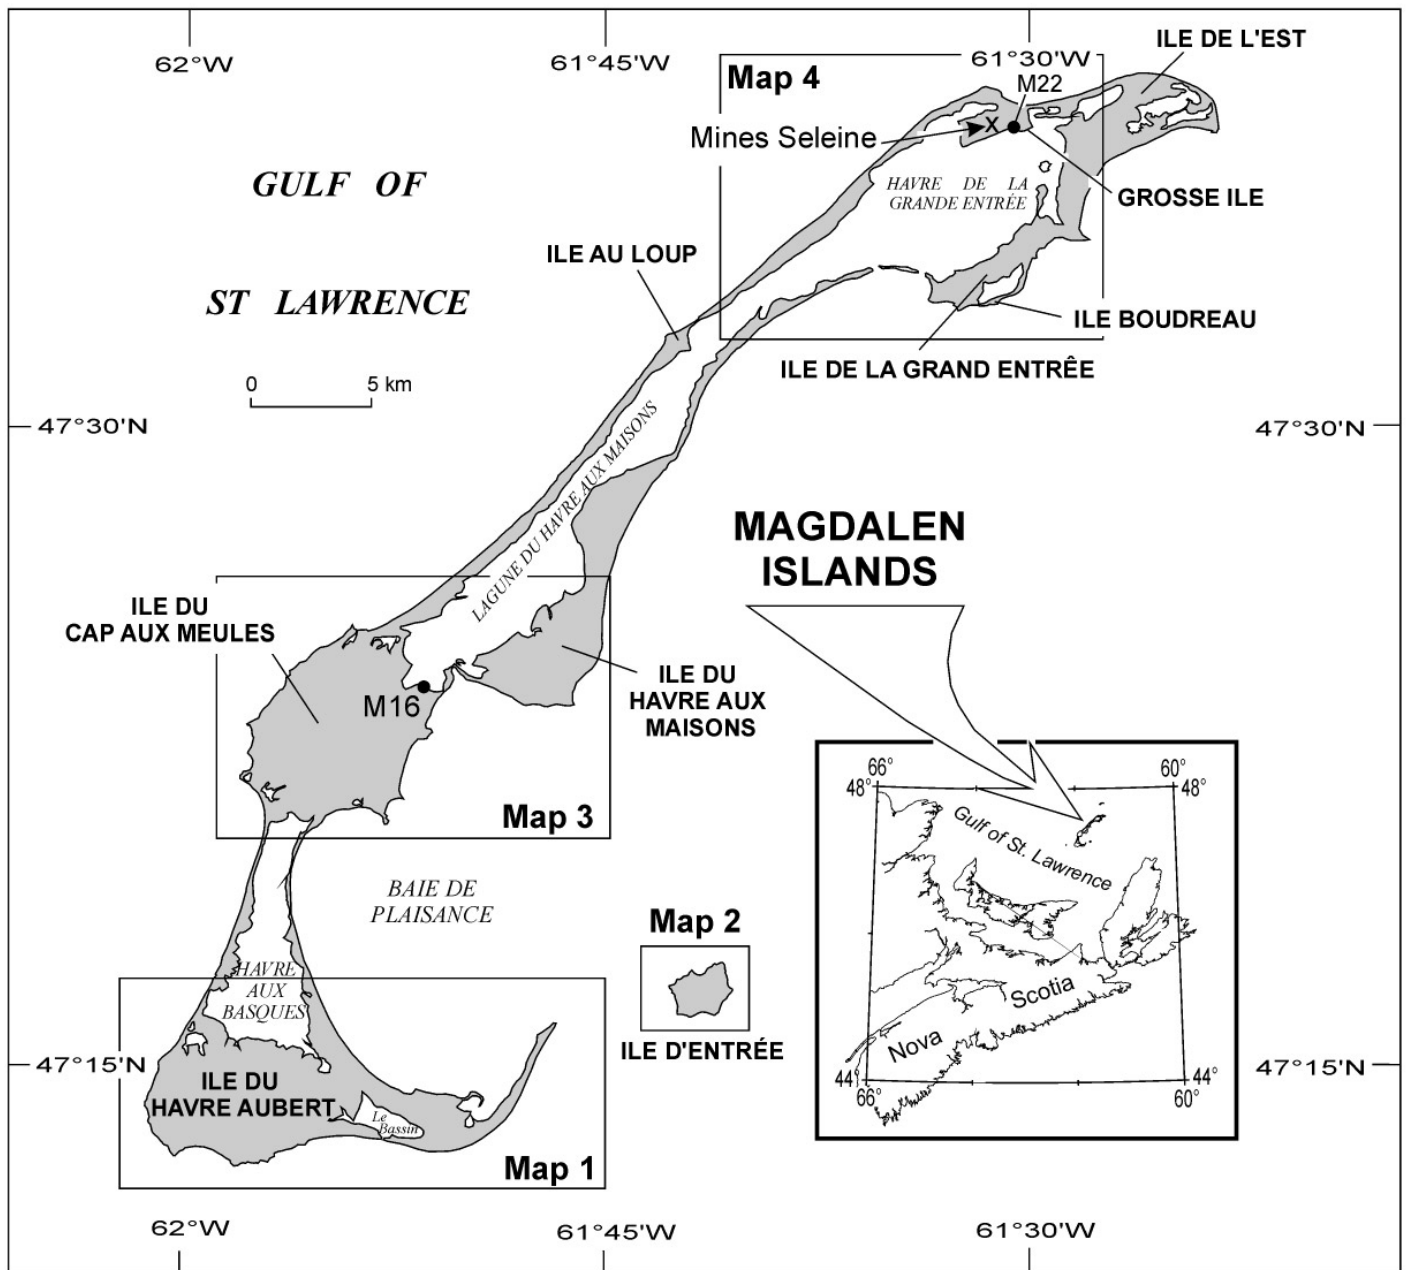 62°W
61°45'W
61°30'W
ILE DE L'EST
Map 4
M22
Mines Seleine
GULF OF
HAVRE DE LA
GRANDE ENTRÉE
GROSSE ILE
ILE AU LOUP
ST LAWRENCE
ILE BOUDREAU
ILE DE LA GRAND ENTRÊE
0 5 km
47°30'N
47°30'N
LAGUNE DU HAVRE AUX MAISONS
MAGDALEN
ISLANDS
ILE DU
CAP AUX MEULES
ILE DU
HAVRE AUX
MAISONS
M16
Map 3
66°
60°
48°
48°
Gulf of St. Lawrence
BAIE DE
PLAISANCE
Map 2
HAVRE
AUX
BASQUES
Scotia
Nova
ILE D'ENTRÉE
47°15'N
47°15'N
44°
44°
66°
60°
ILE DU
HAVRE AUBERT
Le
Bassin
Map 1
62°W
61°45'W
61°30'W